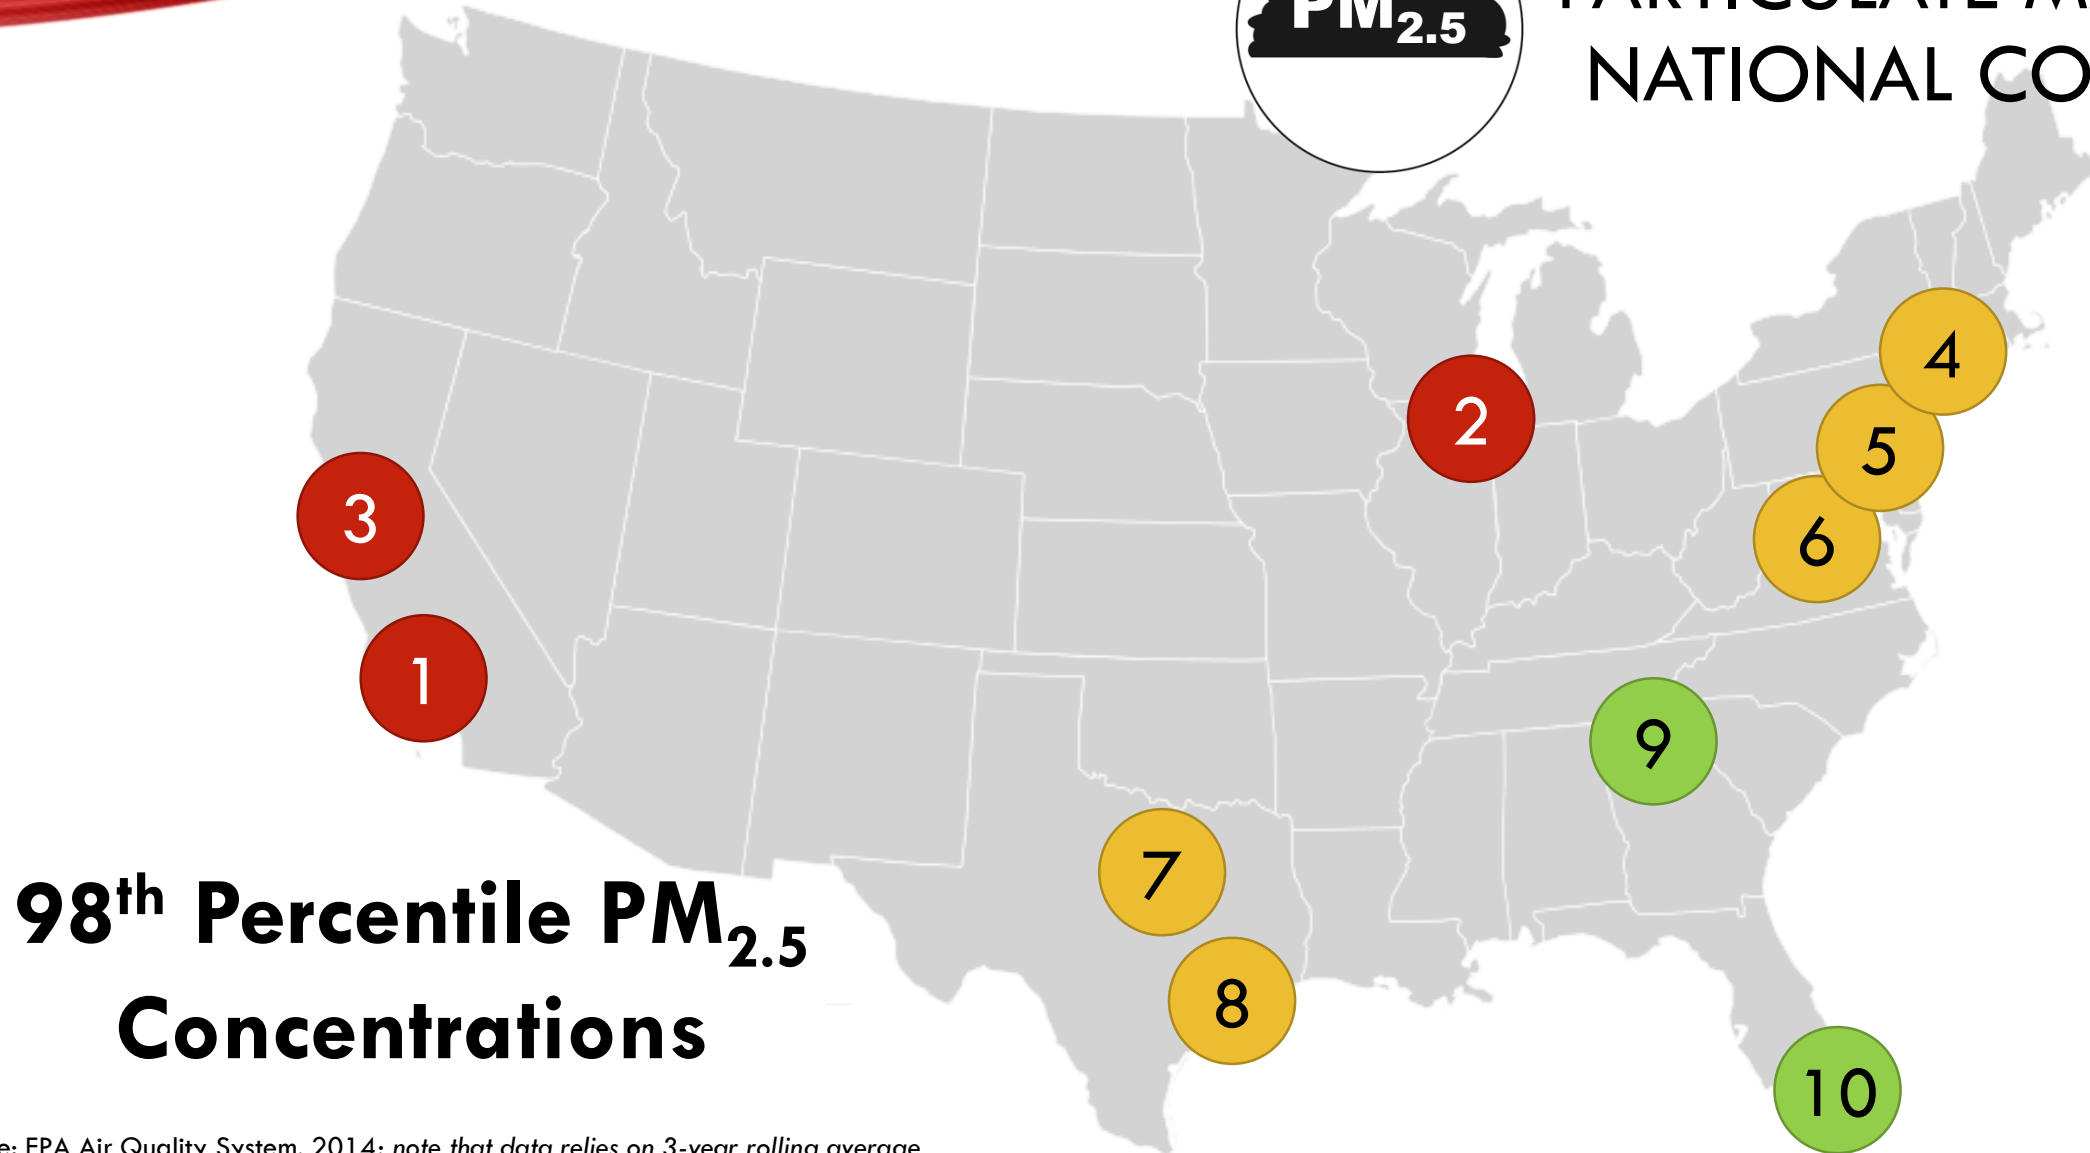 PM2.5
NATIONAL CO
4
2
5
3
6
1
9
7
98th Percentile PM2.5
8
Concentrations
10
EPA Air Quality System, 2014; note that data relies on 3-year rolling average